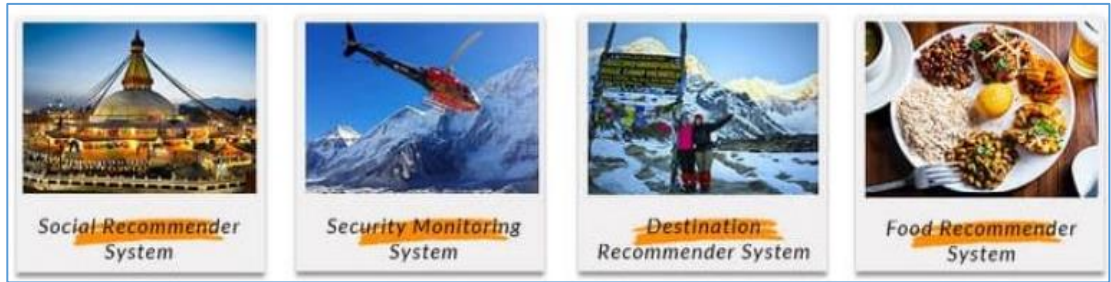 Social Recommender
System
Security Monitoring
System
Destination
Recommender System
Food Recommender
System